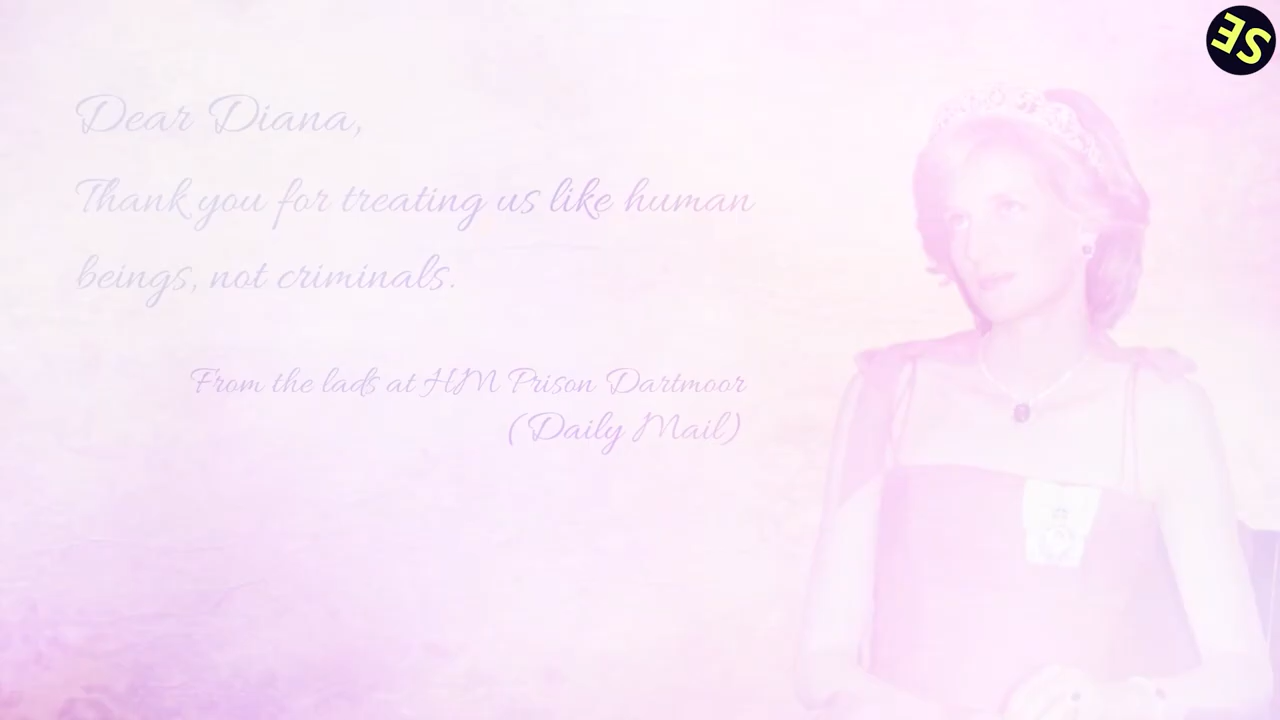 Dear Diana,
Thank you for treating us like human
beings, not criminals.
From the lads at HM Prison Dartmoor
(Daily Mail)
ES